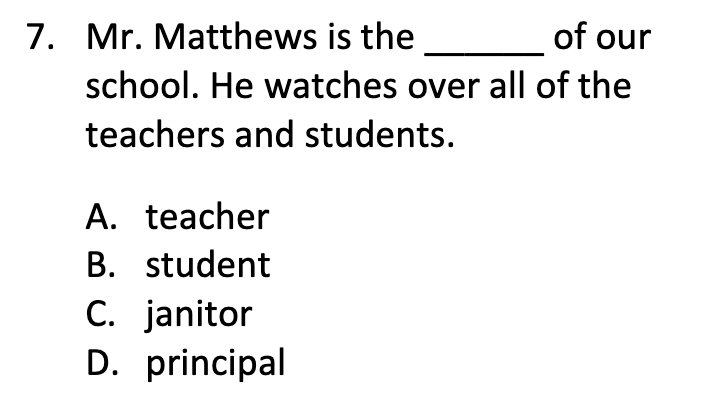 7. Mr. Matthews is the ______ of our
school. He watches over all of the
teachers and students.
A. teacher
B. student
C. janitor
D. principal